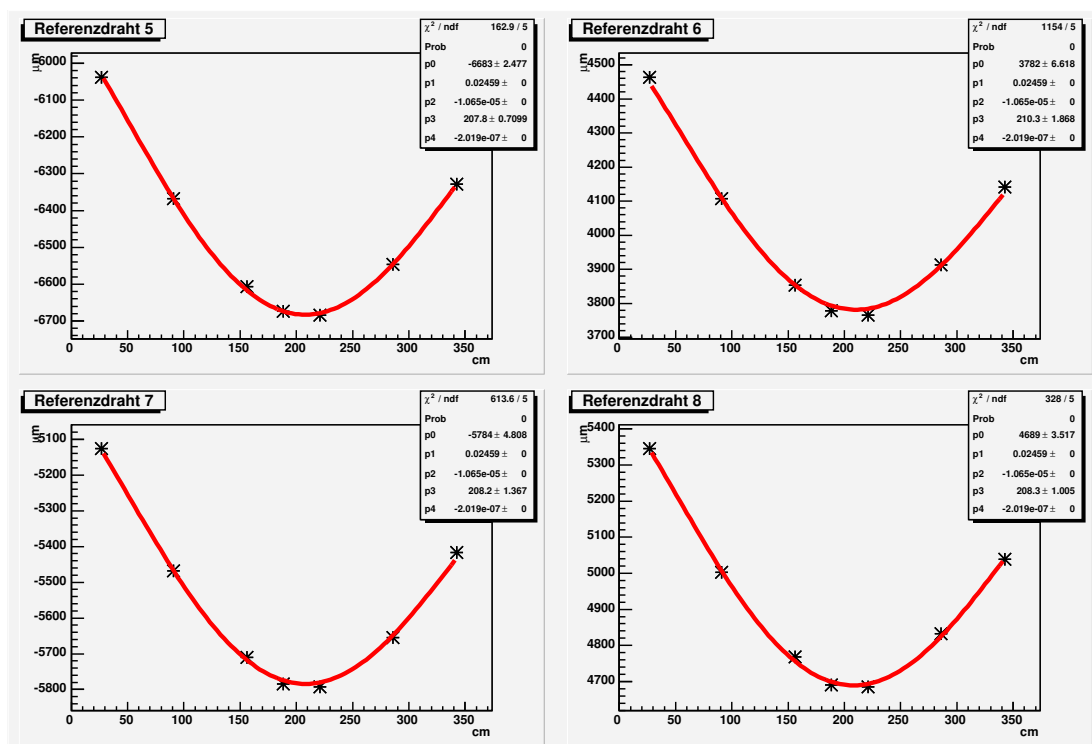 Referenzdraht 5
χ² / ndf 162.9 / 5
Prob 0
p0 -6683 ± 2.477
p1 0.02459 ± 0
p2 -1.065e-05 ± 0
p3 207.8 ± 0.7099
p4 -2.019e-07 ± 0
μm
-6000
-6100
-6200
-6300
-6400
-6500
-6600
-6700
0 50 100 150 200 250 300 350
cm
Referenzdraht 6
χ² / ndf 1154 / 5
Prob 0
p0 3782 ± 6.618
p1 0.02459 ± 0
p2 -1.065e-05 ± 0
p3 210.3 ± 1.868
p4 -2.019e-07 ± 0
μm
4500
4400
4300
4200
4100
4000
3900
3800
3700
0 50 100 150 200 250 300 350
cm
Referenzdraht 7
χ² / ndf 613.6 / 5
Prob 0
p0 -5784 ± 4.808
p1 0.02459 ± 0
p2 -1.065e-05 ± 0
p3 208.2 ± 1.367
p4 -2.019e-07 ± 0
μm
-5100
-5200
-5300
-5400
-5500
-5600
-5700
-5800
0 50 100 150 200 250 300 350
cm
Referenzdraht 8
χ² / ndf 328 / 5
Prob 0
p0 4689 ± 3.517
p1 0.02459 ± 0
p2 -1.065e-05 ± 0
p3 208.3 ± 1.005
p4 -2.019e-07 ± 0
μm
5400
5300
5200
5100
5000
4900
4800
4700
0 50 100 150 200 250 300 350
cm